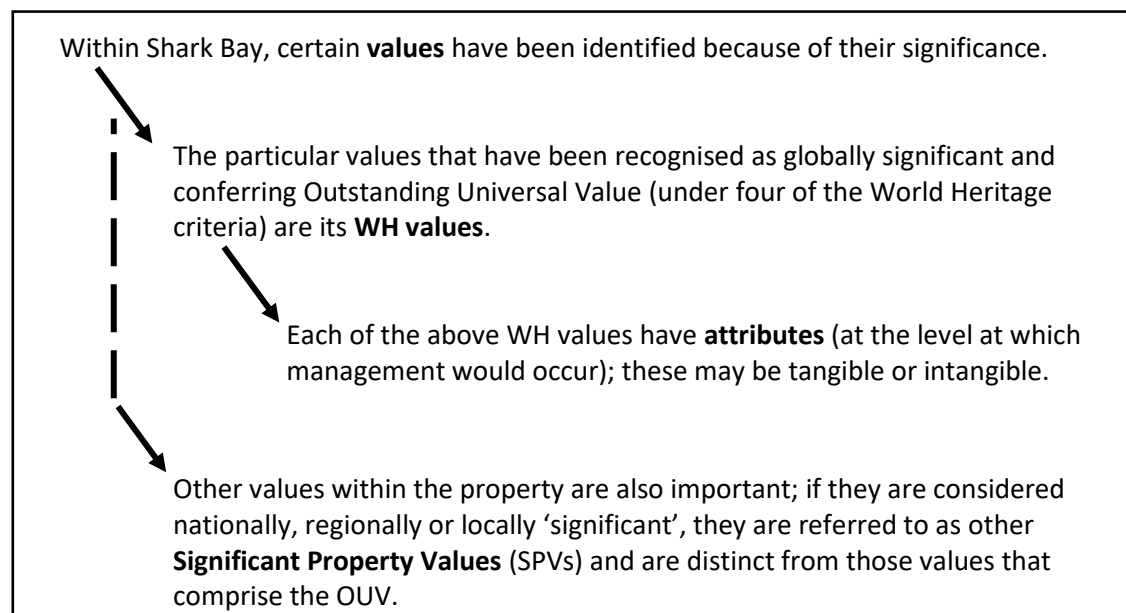 Within Shark Bay, certain values have been identified because of their significance.
The particular values that have been recognised as globally significant and
conferring Outstanding Universal Value (under four of the World Heritage
criteria) are its WH values.
Each of the above WH values have attributes (at the level at which
management would occur); these may be tangible or intangible.
Other values within the property are also important; if they are considered
nationally, regionally or locally ‘significant’, they are referred to as other
Significant Property Values (SPVs) and are distinct from those values that
comprise the OUV.